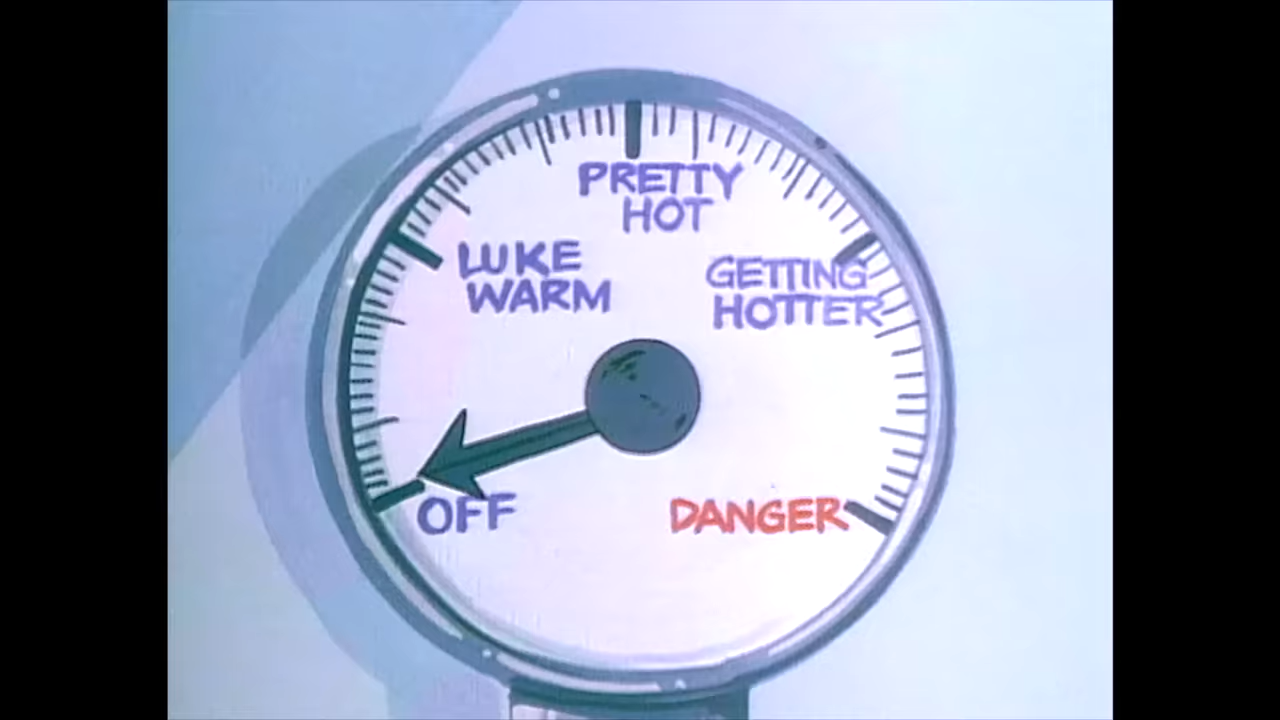 PRETTY
HOT
LUKE
WARM
GETTING
HOTTER
OFF
DANGER